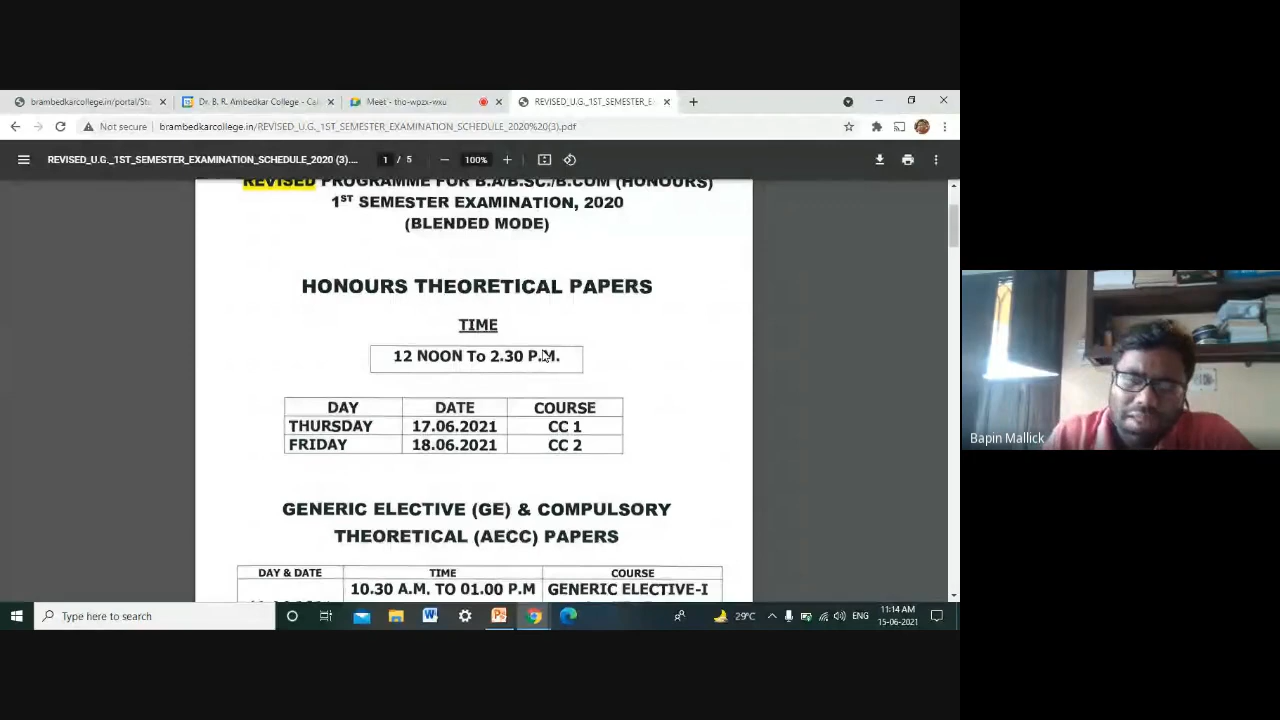 brambedkarcollege.in/portal/Stu
Dr. B. R. Ambedkar College - Cal
Meet - tho-wpzx-wxu
REVISED_U.G._1ST_SEMESTER_E
Not secure
brambedkarcollege.in/REVISED_U.G._1ST_SEMESTER_EXAMINATION_SCHEDULE_2020%20(3).pdf
REVISED_U.G._1ST_SEMESTER_EXAMINATION_SCHEDULE_2020 (3)....
1 / 5
100%
REVISED PROGRAMME FOR B.A/B.SC./B.COM (HONOURS)
1ST SEMESTER EXAMINATION, 2020
(BLENDED MODE)
HONOURS THEORETICAL PAPERS
TIME
12 NOON To 2.30 P.M.
DAY DATE COURSE
THURSDAY 17.06.2021 CC 1
FRIDAY 18.06.2021 CC 2
GENERIC ELECTIVE (GE) & COMPULSORY
THEORETICAL (AECC) PAPERS
DAY & DATE TIME COURSE
10.30 A.M. TO 01.00 P.M GENERIC ELECTIVE-I
Bapin Mallick
Type here to search
29°C
ENG
11:14 AM
15-06-2021